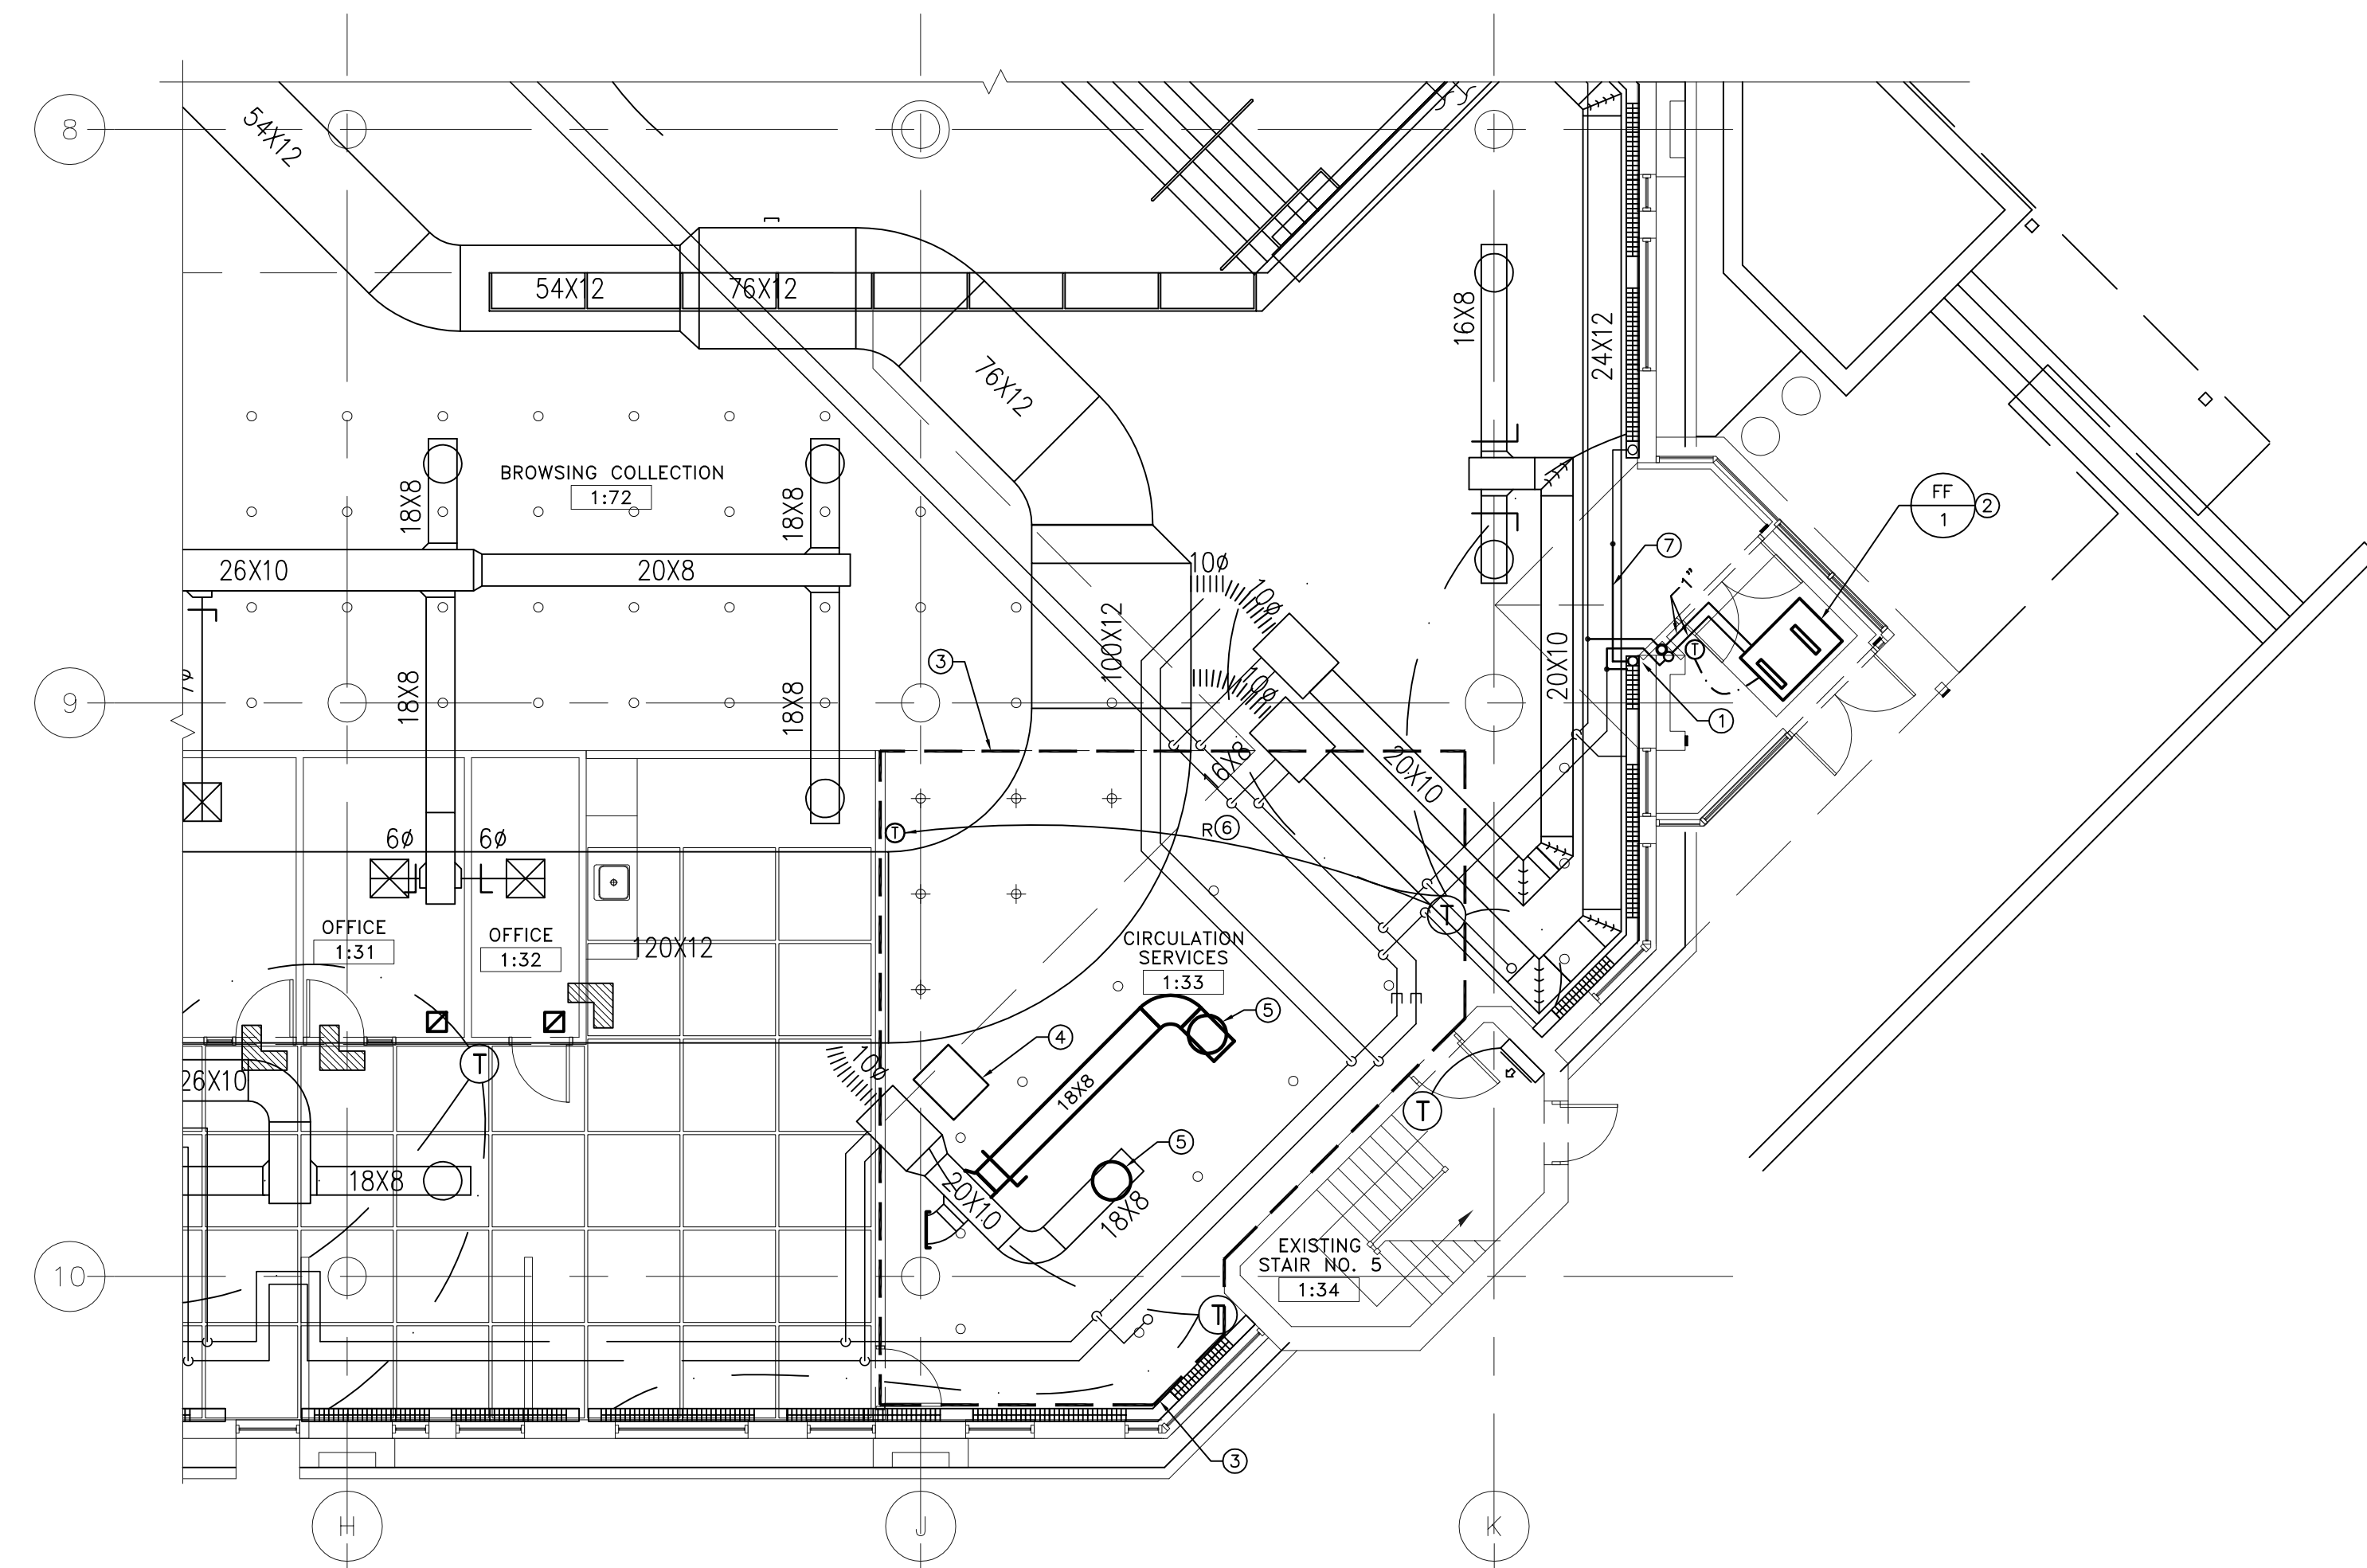 8
54X12
54X12
76X12
76X12
16X8
24X12
BROWSING COLLECTION
1:72
18X8
18X8
FF
1
2
7
1"
26X10
20X8
10ø
10ø
100X12
3
20X10
T
9
18X8
18X8
7ø
10ø
1
16X8
20X10
6ø
6ø
T
R
6
T
OFFICE
1:31
OFFICE
1:32
120X12
CIRCULATION
SERVICES
1:33
5
4
10ø
T
26X10
18X8
T
5
18X8
20X10
18X8
EXISTING
STAIR NO. 5
1:34
10
T
3
H
J
K